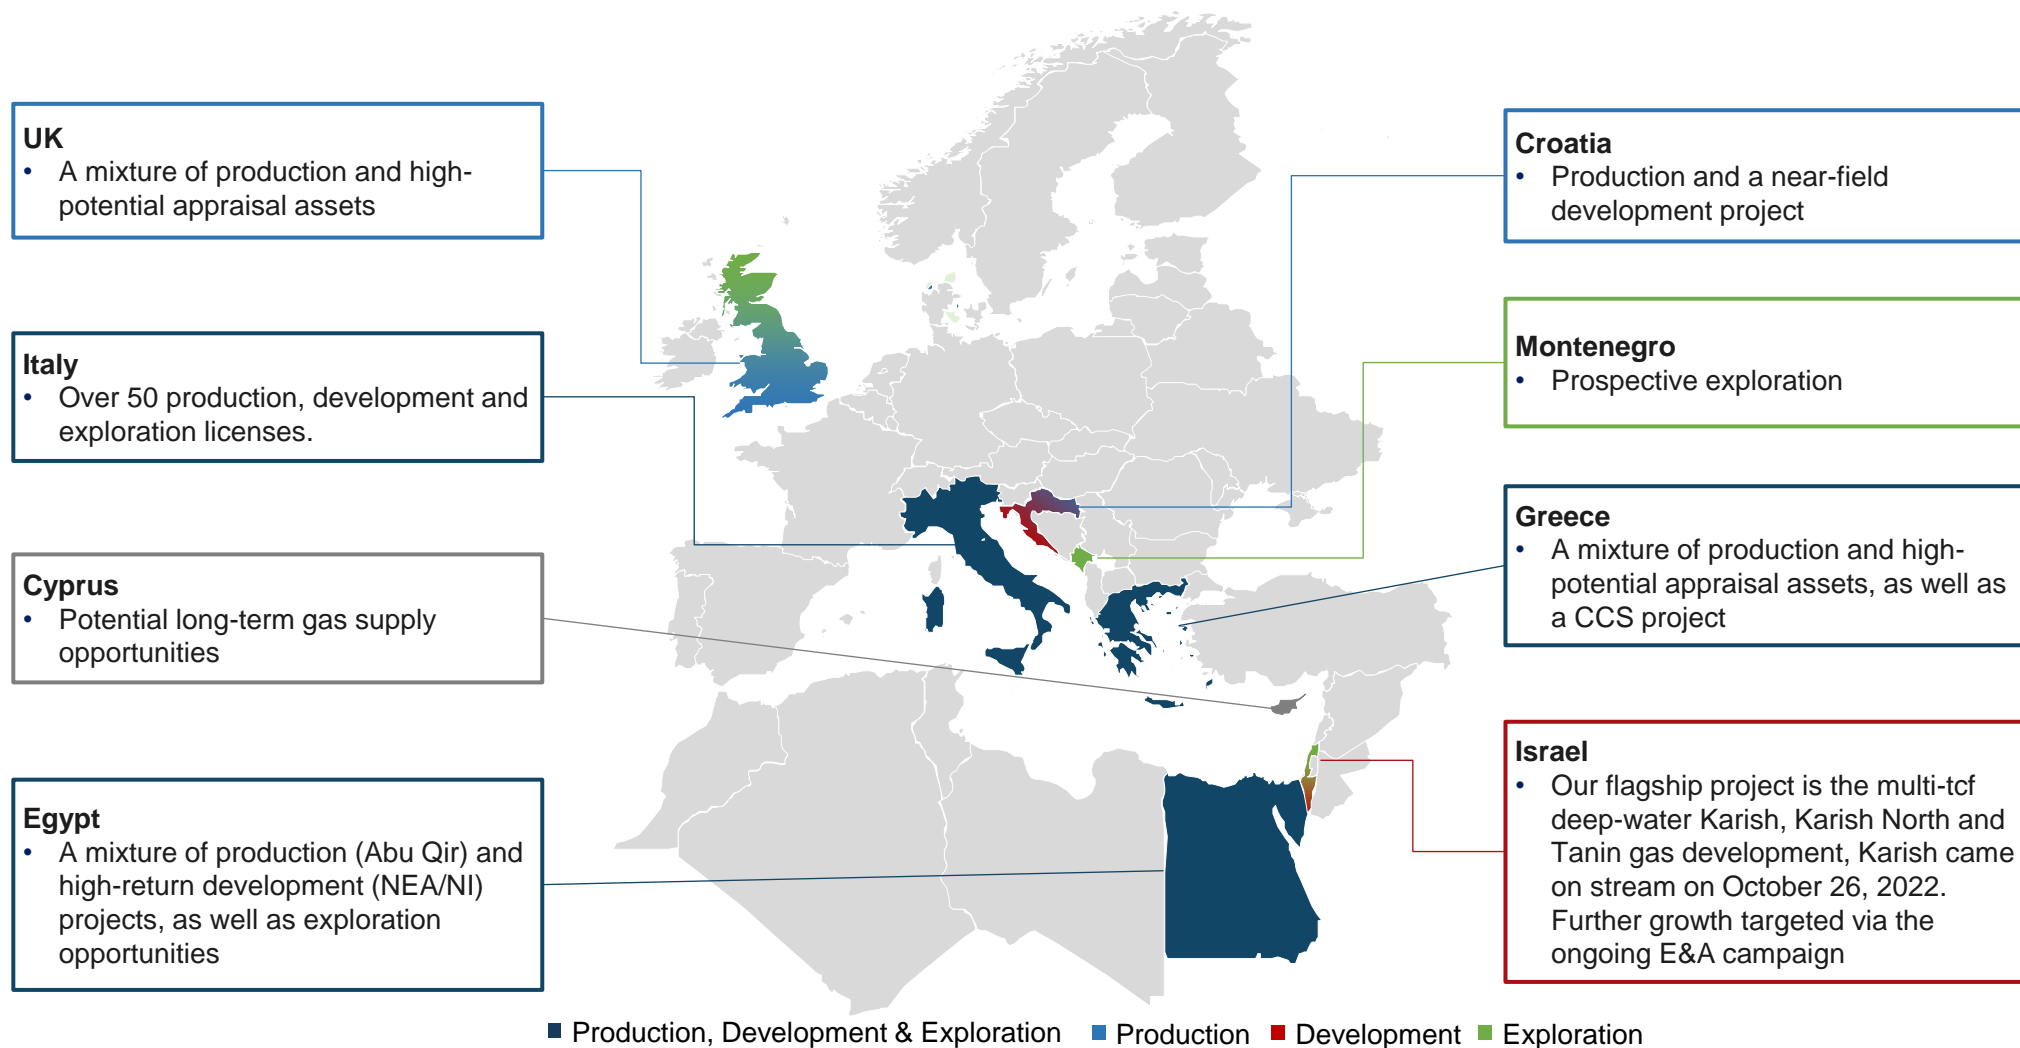 UK
• A mixture of production and high-
potential appraisal assets
Italy
• Over 50 production, development and
exploration licenses.
Cyprus
• Potential long-term gas supply
opportunities
Egypt
• A mixture of production (Abu Qir) and
high-return development (NEA/NI)
projects, as well as exploration
opportunities
Croatia
• Production and a near-field
development project
Montenegro
• Prospective exploration
Greece
• A mixture of production and high-
potential appraisal assets, as well as
a CCS project
Israel
• Our flagship project is the multi-tcf
deep-water Karish, Karish North and
Tanin gas development, Karish came
on stream on October 26, 2022.
Further growth targeted via the
ongoing E&A campaign
Production, Development & Exploration
Production
Development
Exploration